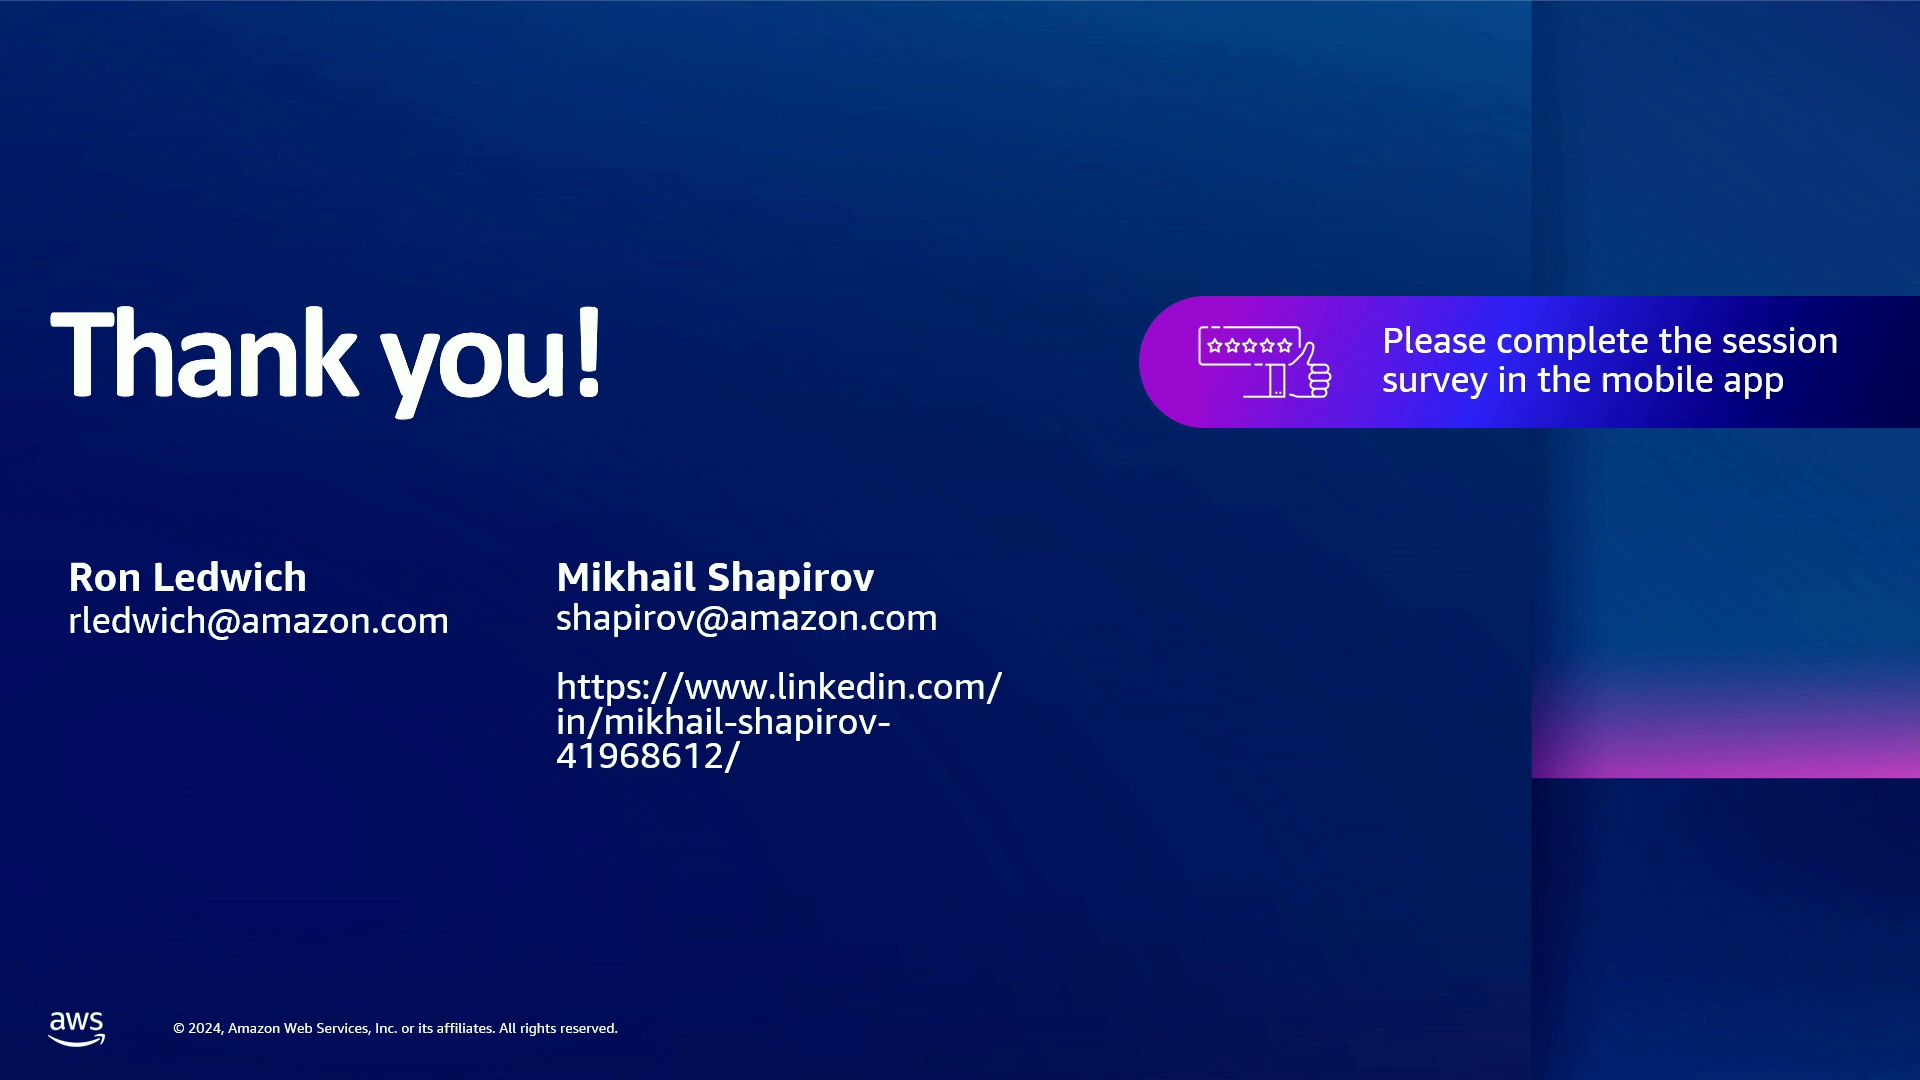 Thank you!
Please complete the session
survey in the mobile app
Ron Ledwich
rledwich@amazon.com
Mikhail Shapirov
shapirov@amazon.com
https://www.linkedin.com/
in/mikhail-shapirov-
41968612/
aws
© 2024, Amazon Web Services, Inc. or its affiliates. All rights reserved.